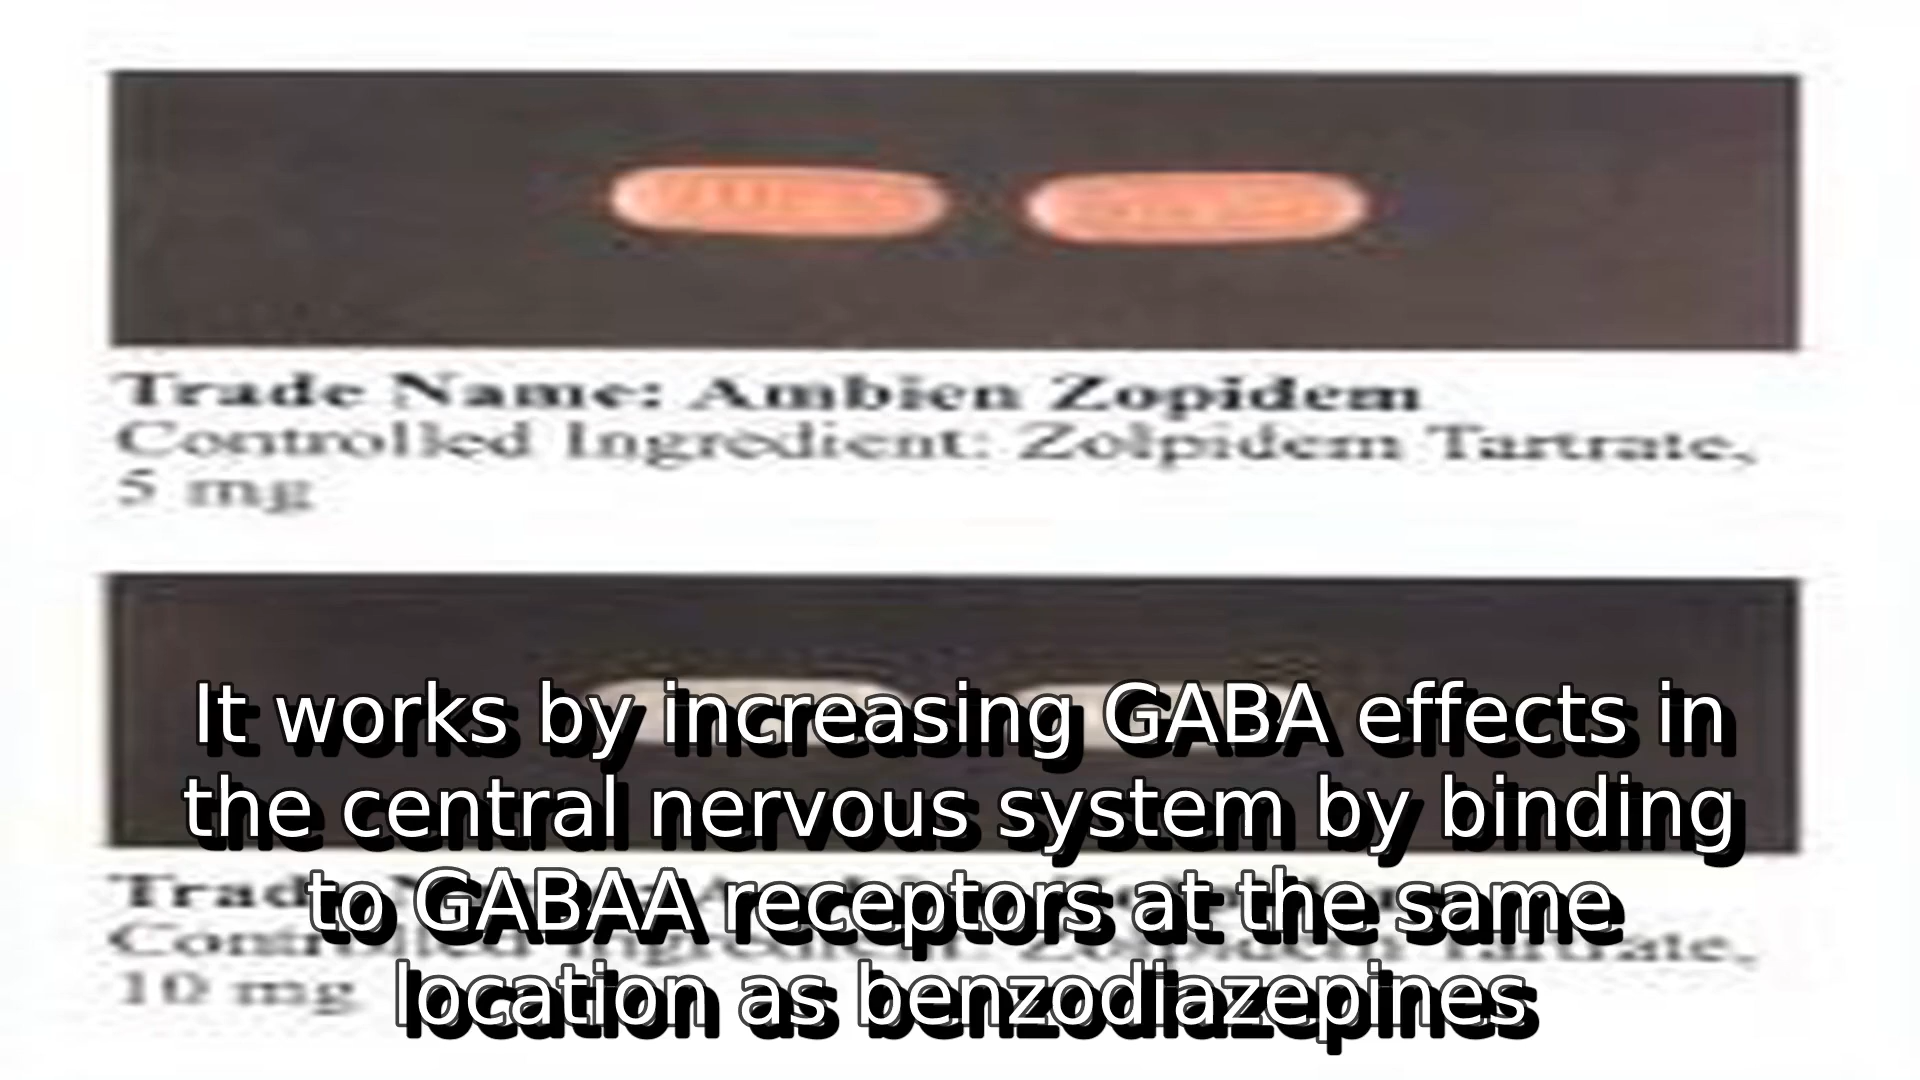 Trade Name: Ambien Zopidem
Controlled Ingredient: Zolpidem Tartrate,
5 mg
It works by increasing GABA effects in
the central nervous system by binding
to GABAA receptors at the same
location as benzodiazepines
10 mg